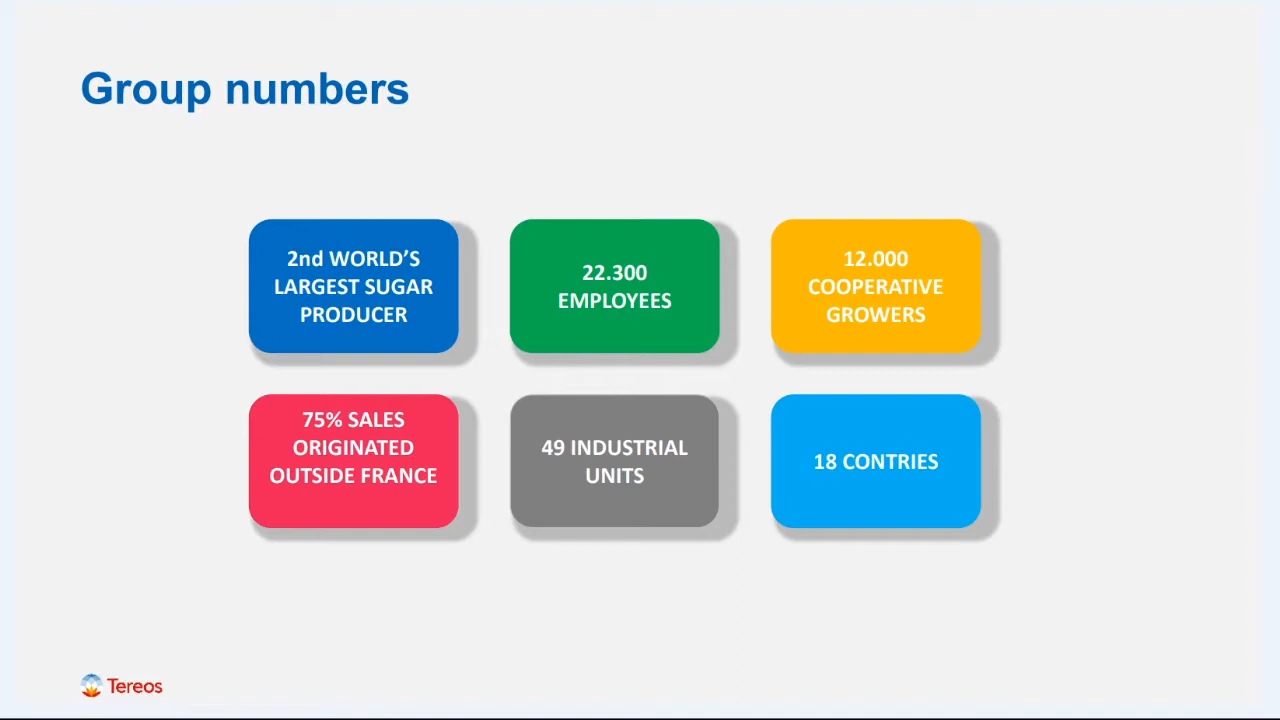 Group numbers
2nd WORLD’S
LARGEST SUGAR
PRODUCER
22.300
EMPLOYEES
12.000
COOPERATIVE
GROWERS
75% SALES
ORIGINATED
OUTSIDE FRANCE
49 INDUSTRIAL
UNITS
18 CONTRIES
Tereos